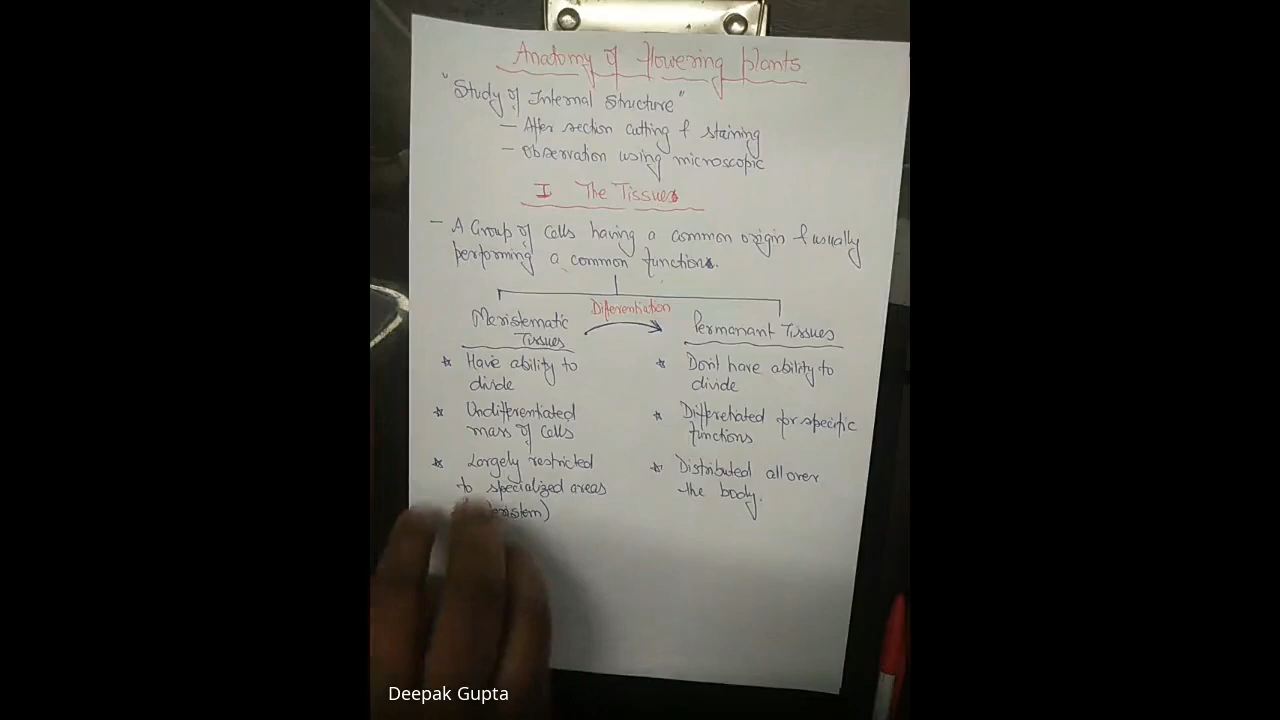 Anatomy of flowering plants
"Study of Internal Structure"
— After section cutting & staining
— Observation using microscopic
I The Tissues
— A Group of Cells having a common origin & usually
performing a common function.
Differentiation
Meristematic
Tissues
Permanant Tissues
* Have ability to
divide
* Don't have ability to
divide
* Undifferentiated
mass of Cells
* Differetiated for specific
functions
* Largely restricted
to specialized areas
* Distributed all over
the body.
Deepak Gupta